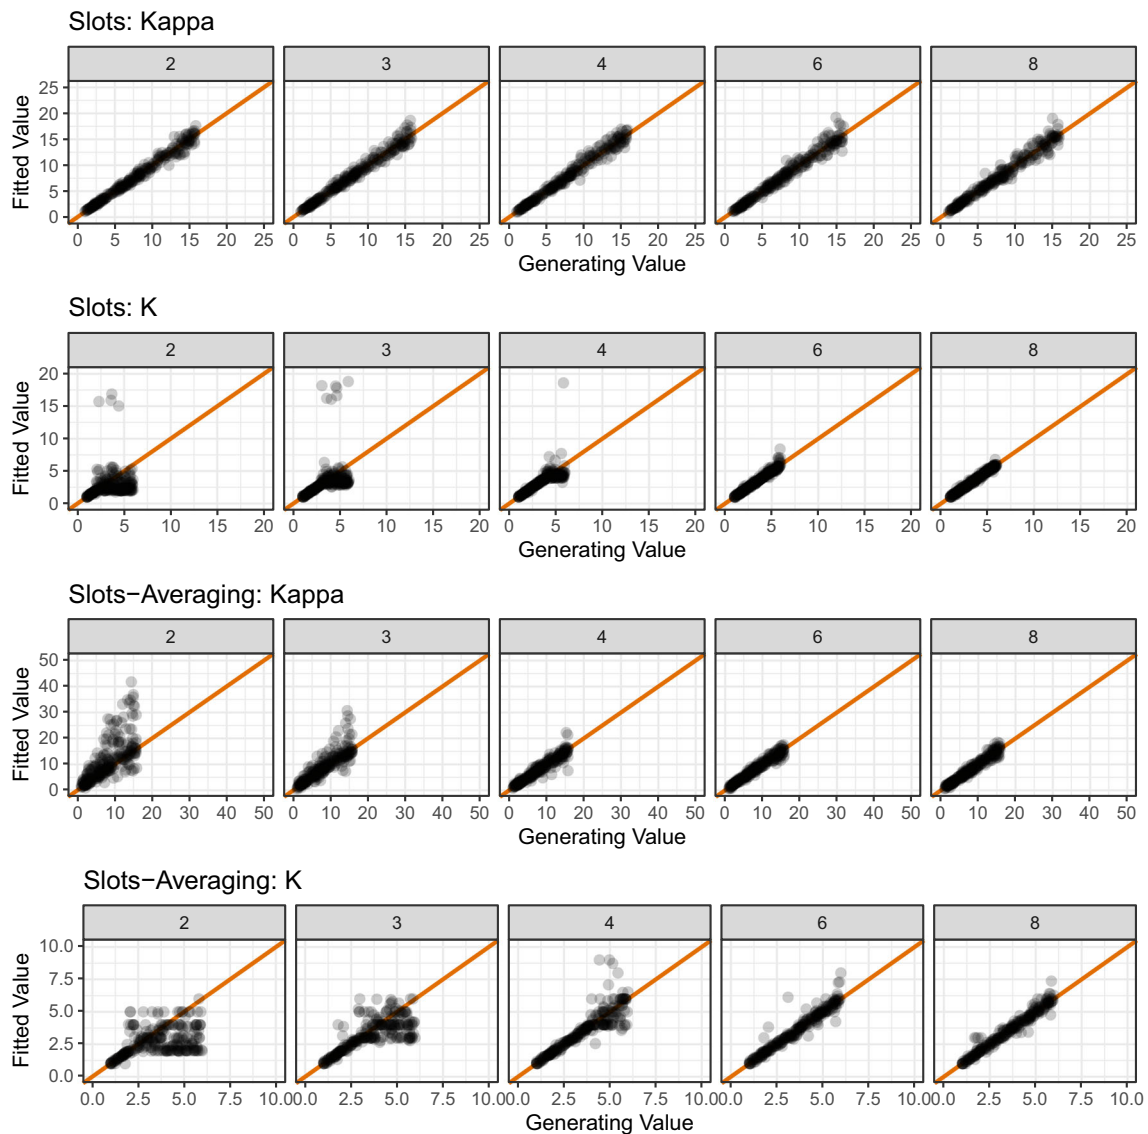 Slots: Kappa
2 3 4 6 8
Fitted Value
25
20
15
10
5
0
0 5 10 15 20 25 0 5 10 15 20 25 0 5 10 15 20 25 0 5 10 15 20 25 0 5 10 15 20 25
Generating Value
Slots: K
2 3 4 6 8
Fitted Value
20
15
10
5
0
0 5 10 15 20 0 5 10 15 20 0 5 10 15 20 0 5 10 15 20 0 5 10 15 20
Generating Value
Slots−Averaging: Kappa
2 3 4 6 8
Fitted Value
50
40
30
20
10
0
0 10 20 30 40 50 0 10 20 30 40 50 0 10 20 30 40 50 0 10 20 30 40 50 0 10 20 30 40 50
Generating Value
Slots−Averaging: K
2 3 4 6 8
Fitted Value
10.0
7.5
5.0
2.5
0.0
0.0 2.5 5.0 7.5 10.0 0.0 2.5 5.0 7.5 10.0 0.0 2.5 5.0 7.5 10.0 0.0 2.5 5.0 7.5 10.0 0.0 2.5 5.0 7.5 10.0
Generating Value